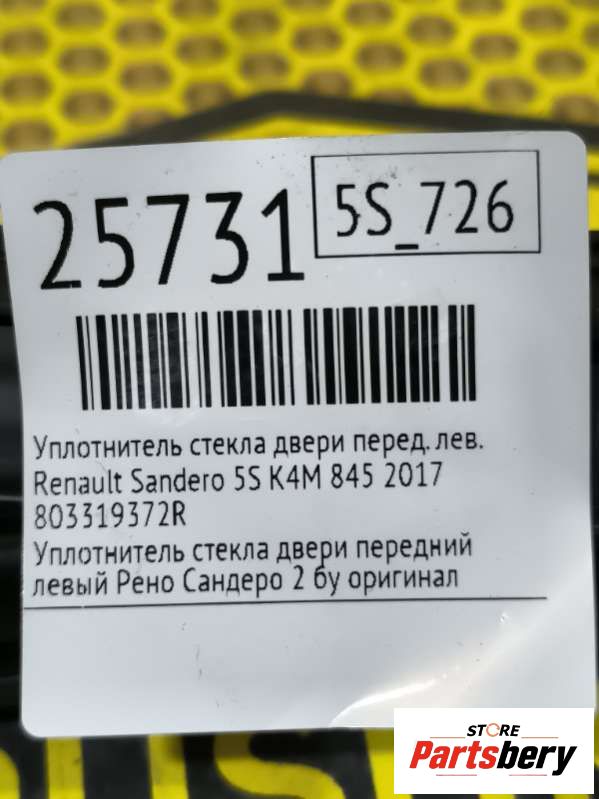 25731
5S_726
Уплотнитель стекла двери перед. лев.
Renault Sandero 5S K4M 845 2017
803319372R
Уплотнитель стекла двери передний
левый Рено Сандеро 2 бу оригинал
STORE
Partsbery